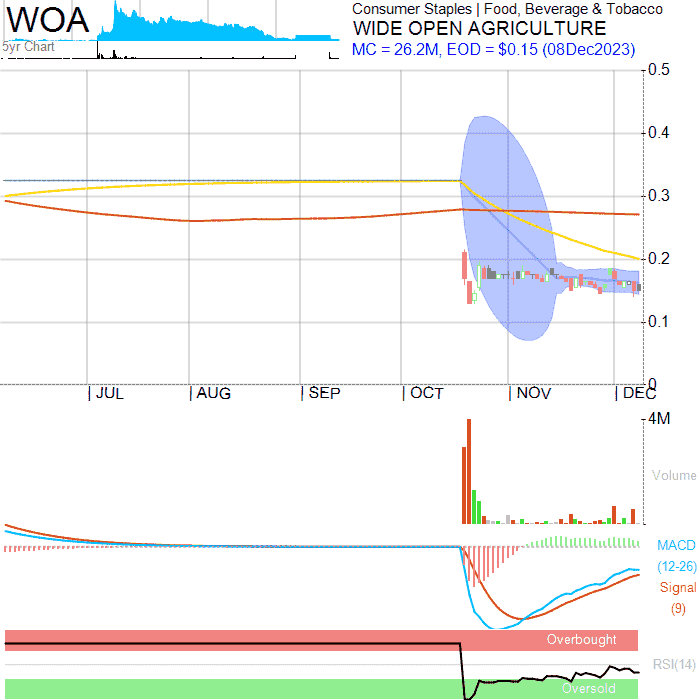 WOA
5yr Chart
Consumer Staples | Food, Beverage & Tobacco
WIDE OPEN AGRICULTURE
MC = 26.2M, EOD = $0.15 (08Dec2023)
0.5
0.4
0.3
0.2
0.1
0
JUL AUG SEP OCT NOV DEC
4M
Volume
MACD
(12-26)
Signal
(9)
Overbought
RSI(14)
Oversold